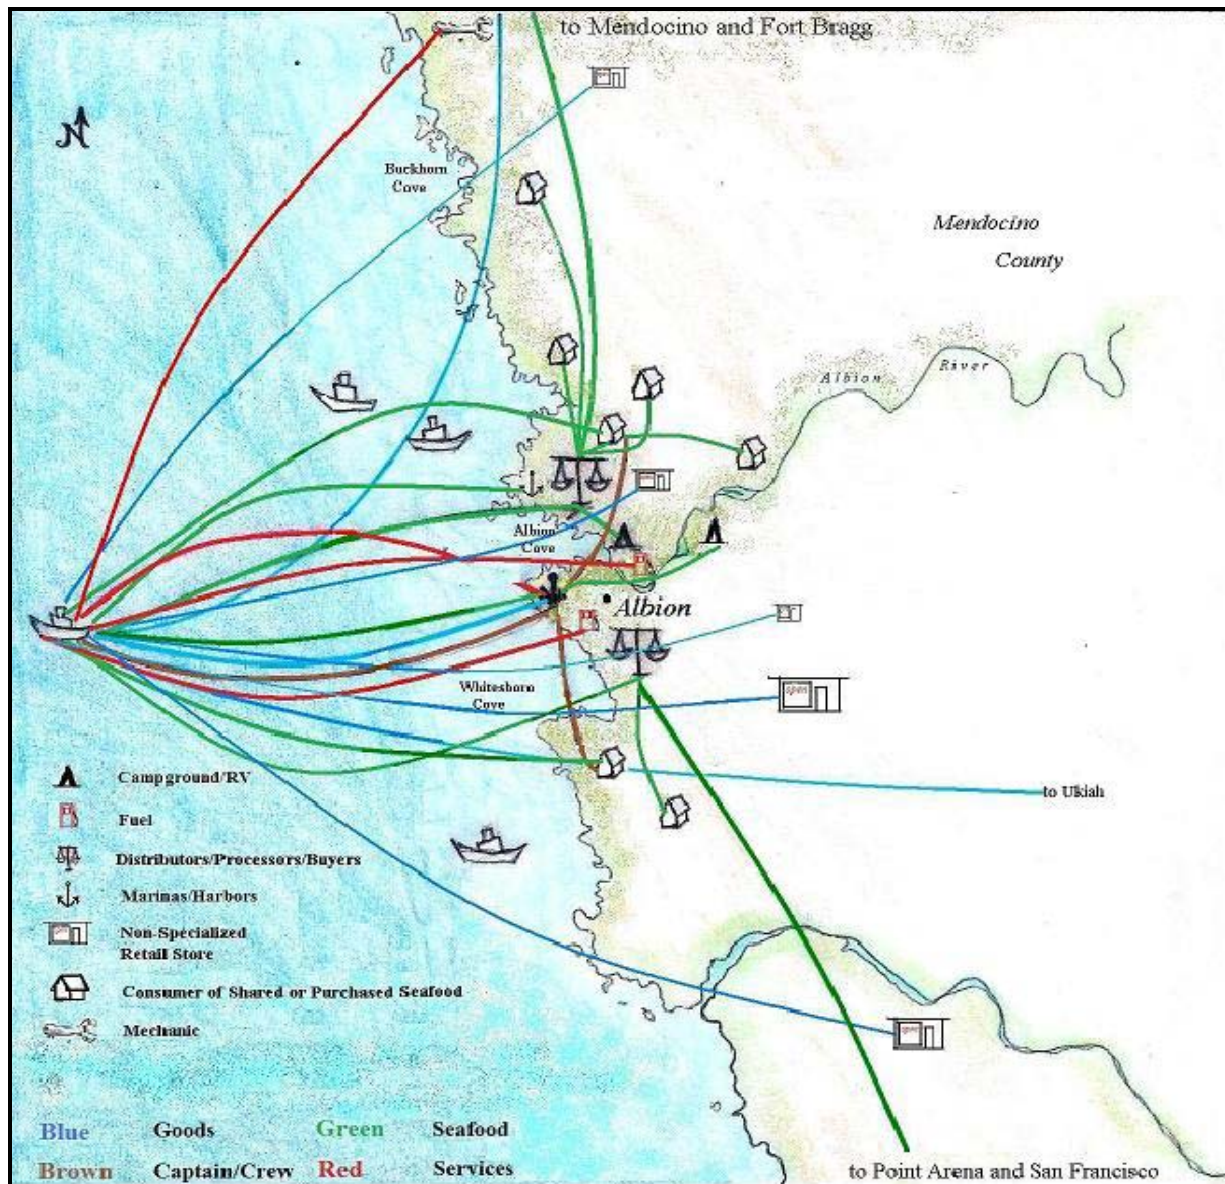 to Mendocino and Fort Bragg
N
Buckhorn
Cove
Mendocino
County
Albion River
Albion
Cove
Albion
Whitesboro
Cove
open
to Ukiah
Campground/RV
Fuel
Distributors/Processors/Buyers
Marinas/Harbors
Non-Specialized
Retail Store
Consumer of Shared or Purchased Seafood
Mechanic
open
Blue Goods Green Seafood
Brown Captain/Crew Red Services
to Point Arena and San Francisco